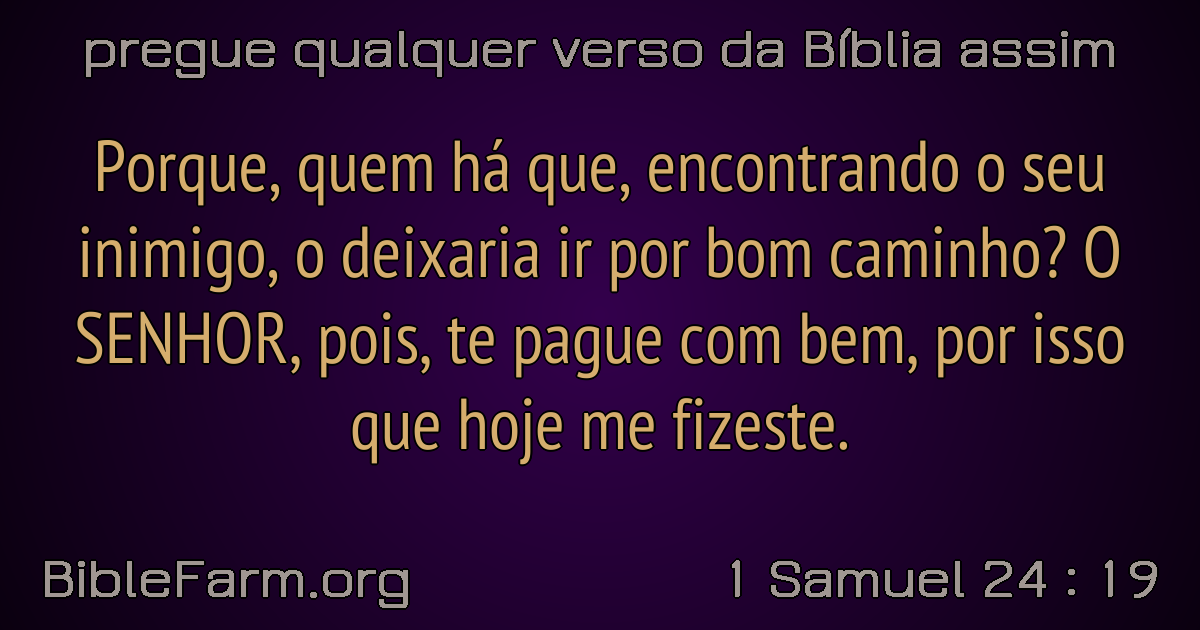 pregue qualquer verso da Bíblia assim
Porque, quem há que, encontrando o seu
inimigo, o deixaria ir por bom caminho? O
SENHOR, pois, te pague com bem, por isso
que hoje me fizeste.
BibleFarm.org
1 Samuel 24 : 19